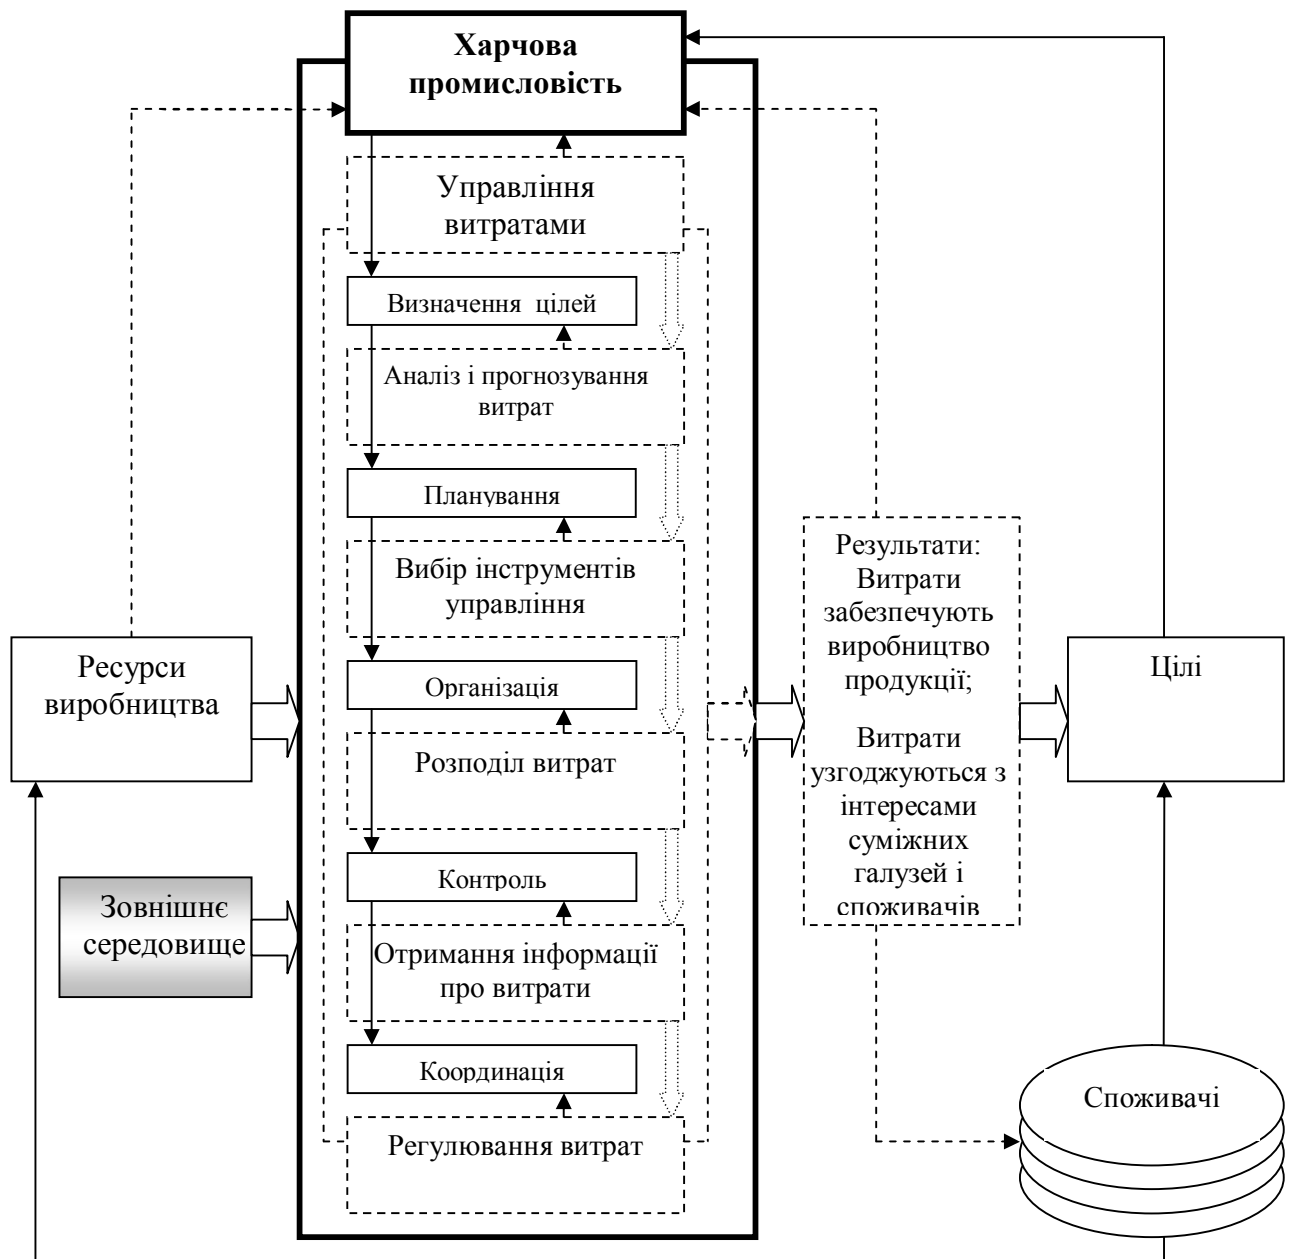 Харчова
промисловість
Управління
витратами
Визначення цілей
Аналіз і прогнозування
витрат
Планування
Вибір інструментів
управління
Організація
Розподіл витрат
Контроль
Отримання інформації
про витрати
Координація
Регулювання витрат
Ресурси
виробництва
Зовнішнє
середовище
Результати:
Витрати
забезпечують
виробництво
продукції;
Витрати
узгоджуються з
інтересами
суміжних
галузей і
споживачів
Цілі
Споживачі